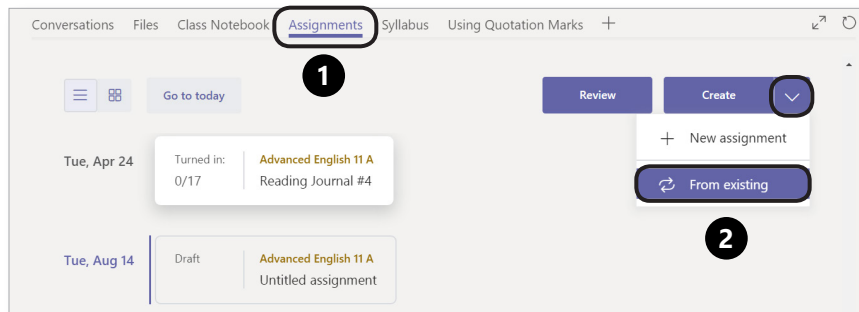 Conversations Files Class Notebook Assignments Syllabus Using Quotation Marks
1
Go to today Review Create
New assignment
Tue, Apr 24 Turned in: Advanced English 11 A
0/17 Reading Journal #4
From existing
2
Tue, Aug 14 Draft Advanced English 11 A
Untitled assignment